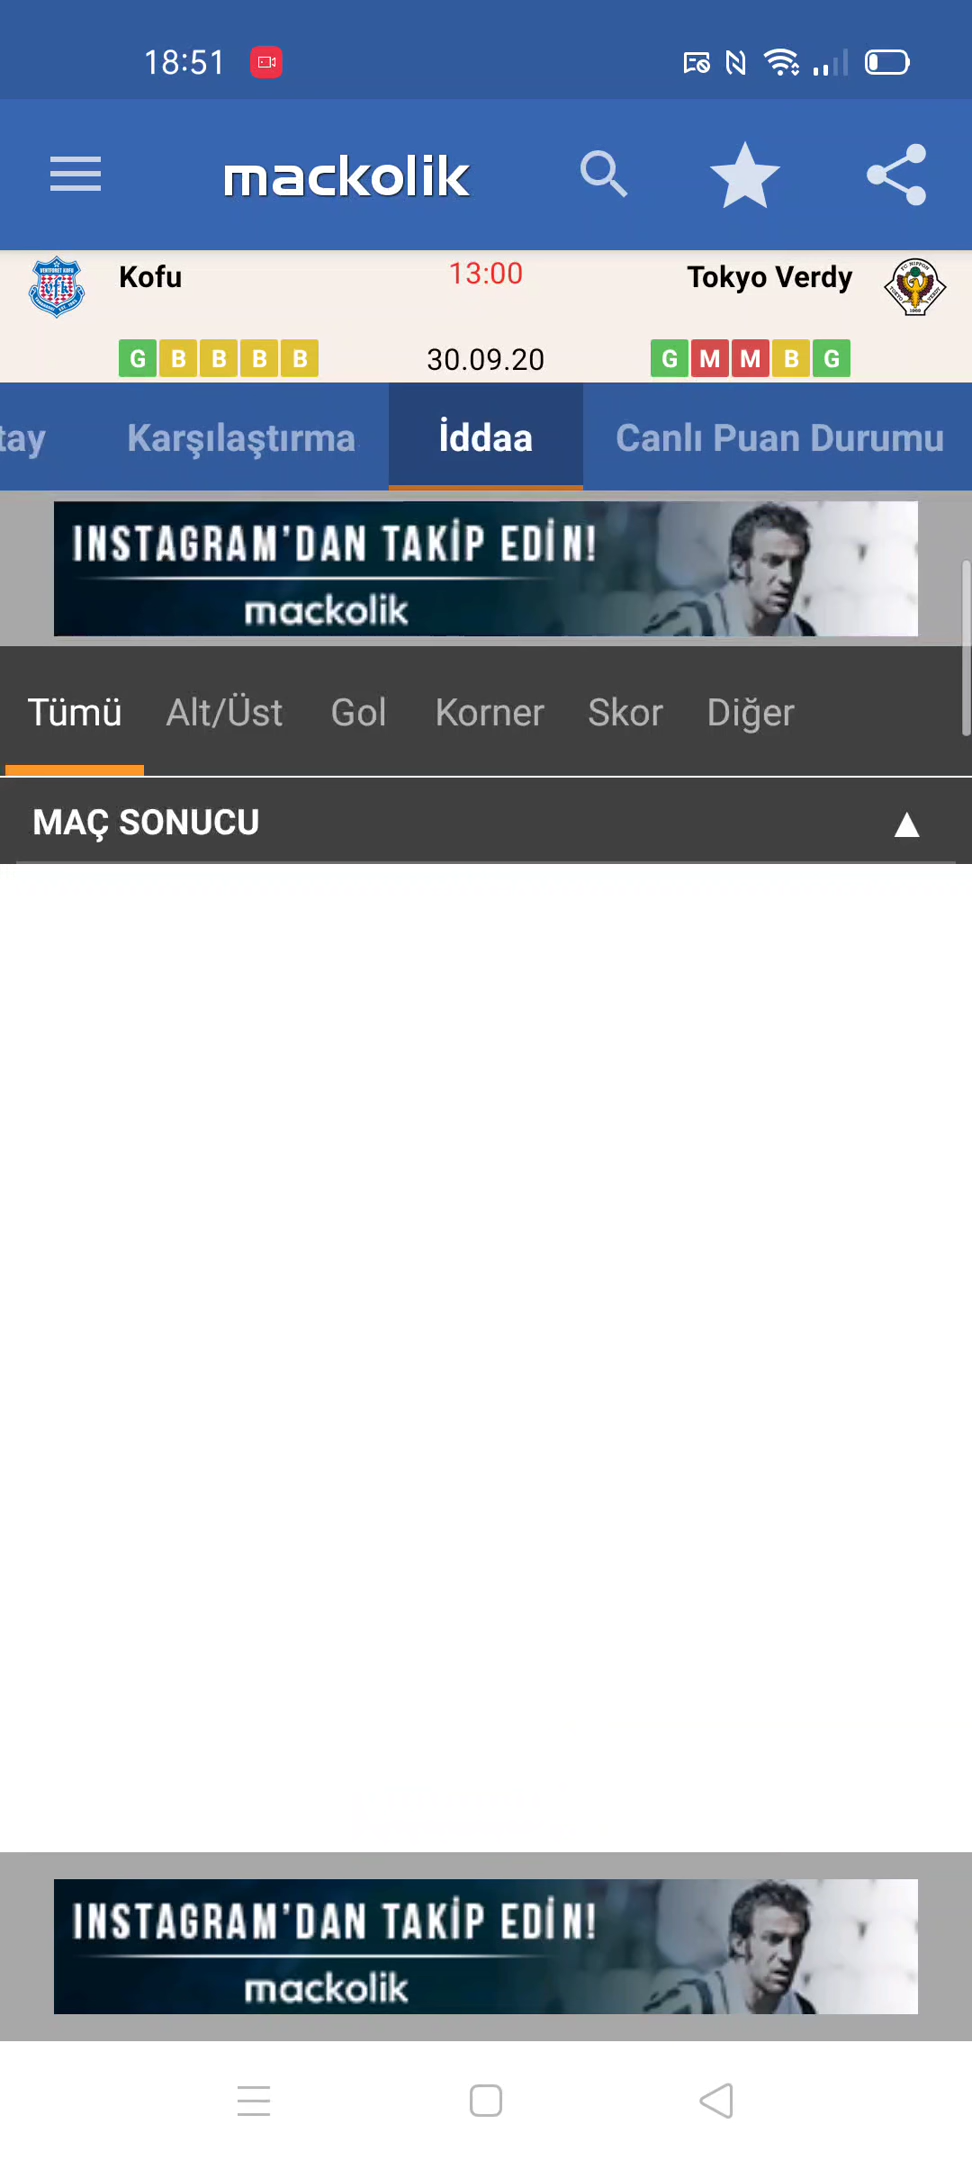 18:51
mackolik
Kofu 13:00 Tokyo Verdy
G B B B B 30.09.20 G M M B G
tay Karşılaştırma İddaa Canlı Puan Durumu
INSTAGRAM'DAN TAKİP EDİN!
mackolik
Tümü Alt/Üst Gol Korner Skor Diğer
MAÇ SONUCU
INSTAGRAM'DAN TAKİP EDİN!
mackolik